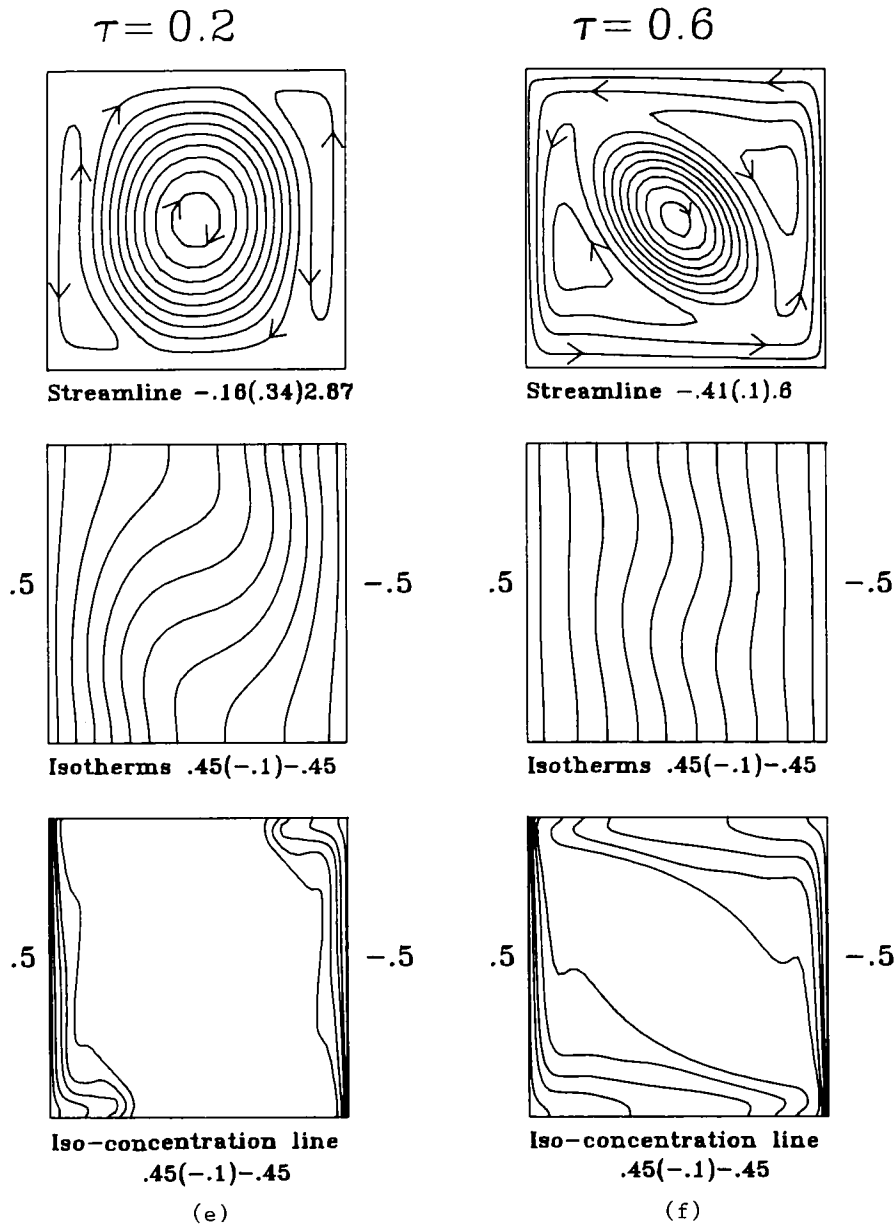 τ = 0.2
τ = 0.6
Streamline -.16(.34)2.87
Streamline -.41(.1).6
.5
-.5
.5
-.5
Isotherms .45(-.1)-.45
Isotherms .45(-.1)-.45
.5
-.5
.5
-.5
Iso-concentration line
.45(-.1)-.45
Iso-concentration line
.45(-.1)-.45
(e)
(f)